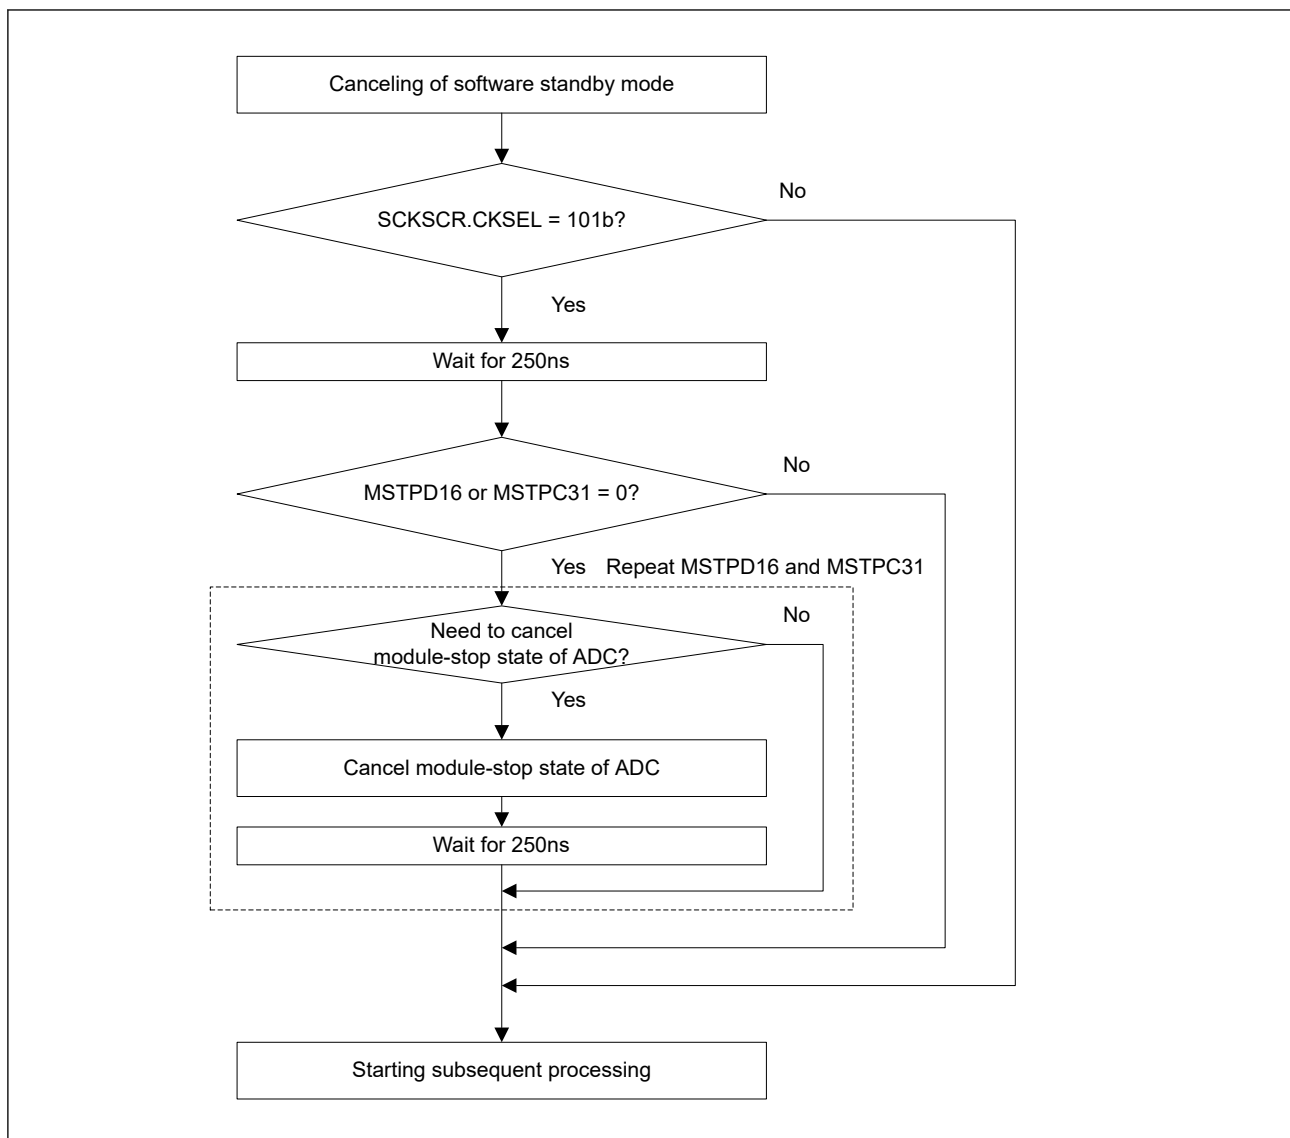 Canceling of software standby mode
No
SCKSCR.CKSEL = 101b?
Yes
Wait for 250ns
No
MSTPD16 or MSTPC31 = 0?
Yes Repeat MSTPD16 and MSTPC31
No
Need to cancel
module-stop state of ADC?
Yes
Cancel module-stop state of ADC
Wait for 250ns
Starting subsequent processing